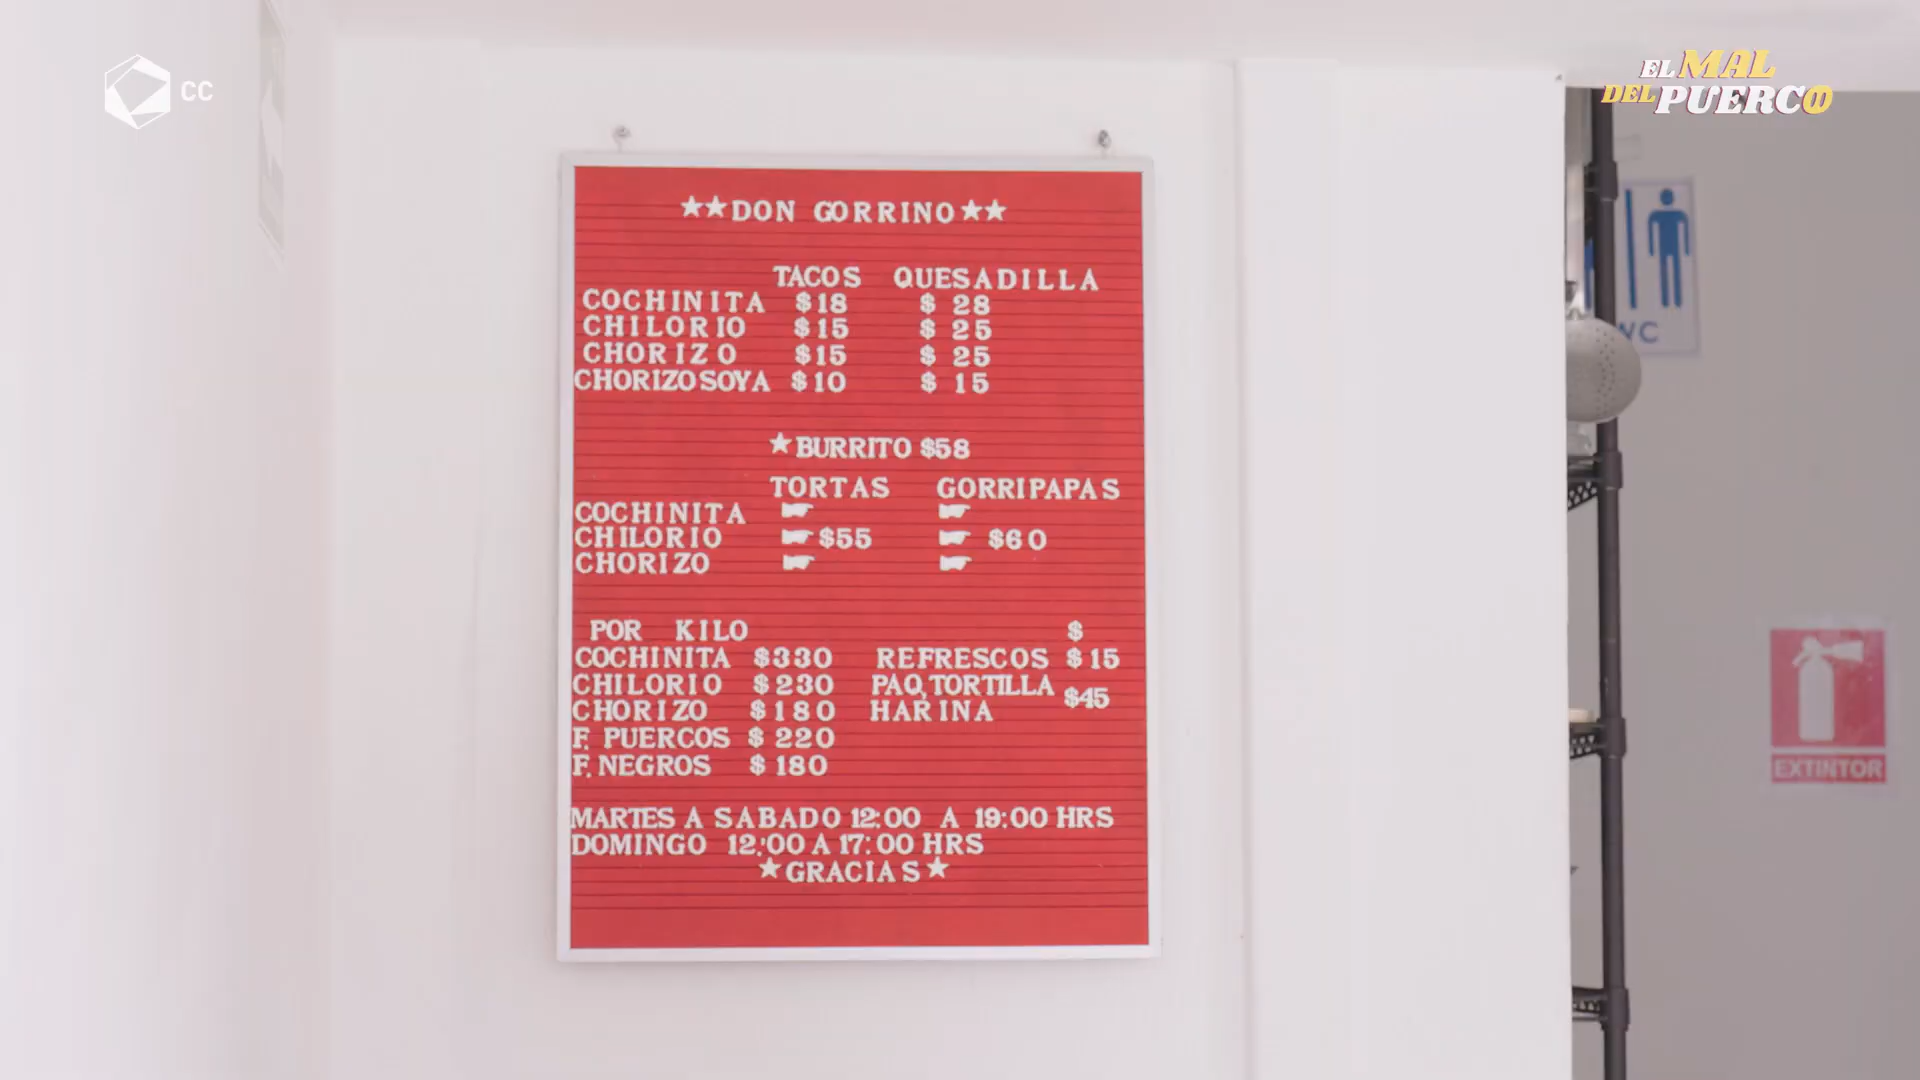 CC
EL MAL
DEL PUERCO
★★DON GORRINO★★
TACOS QUESADILLA
COCHINITA $18 $ 28
CHILORIO $15 $ 25
CHORIZO $15 $ 25
CHORIZO SOYA $10 $ 15
★BURRITO $58
TORTAS GORRIPAPAS
COCHINITA
CHILORIO $55 $60
CHORIZO
POR KILO $
COCHINITA $330 REFRESCOS $15
CHILORIO $230 PAQ, TORTILLA
CHORIZO $180 HARINA $45
F. PUERCOS $220
F. NEGROS $180
MARTES A SABADO 12:00 A 19:00 HRS
DOMINGO 12:00 A 17:00 HRS
★GRACIAS★
WC
EXTINTOR